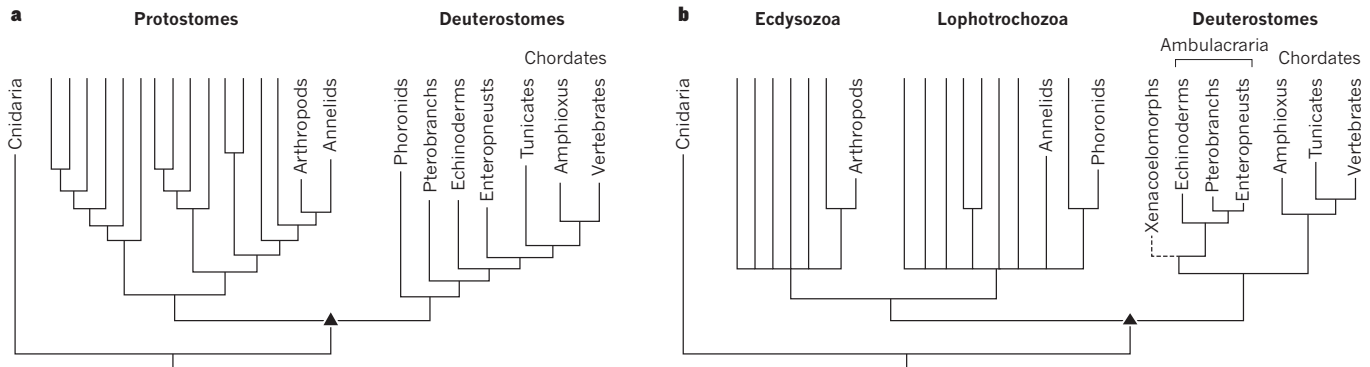 a
Protostomes
Deuterostomes
Chordates
Cnidaria
Arthropods
Annelids
Phoronids
Pterobranchs
Echinoderms
Enteropneusts
Tunicates
Amphioxus
Vertebrates
b
Ecdysozoa
Lophotrochozoa
Deuterostomes
Ambulacraria
Chordates
Cnidaria
Arthropods
Annelids
Phoronids
Xenacoelomorphs
Echinoderms
Pterobranchs
Enteropneusts
Amphioxus
Tunicates
Vertebrates